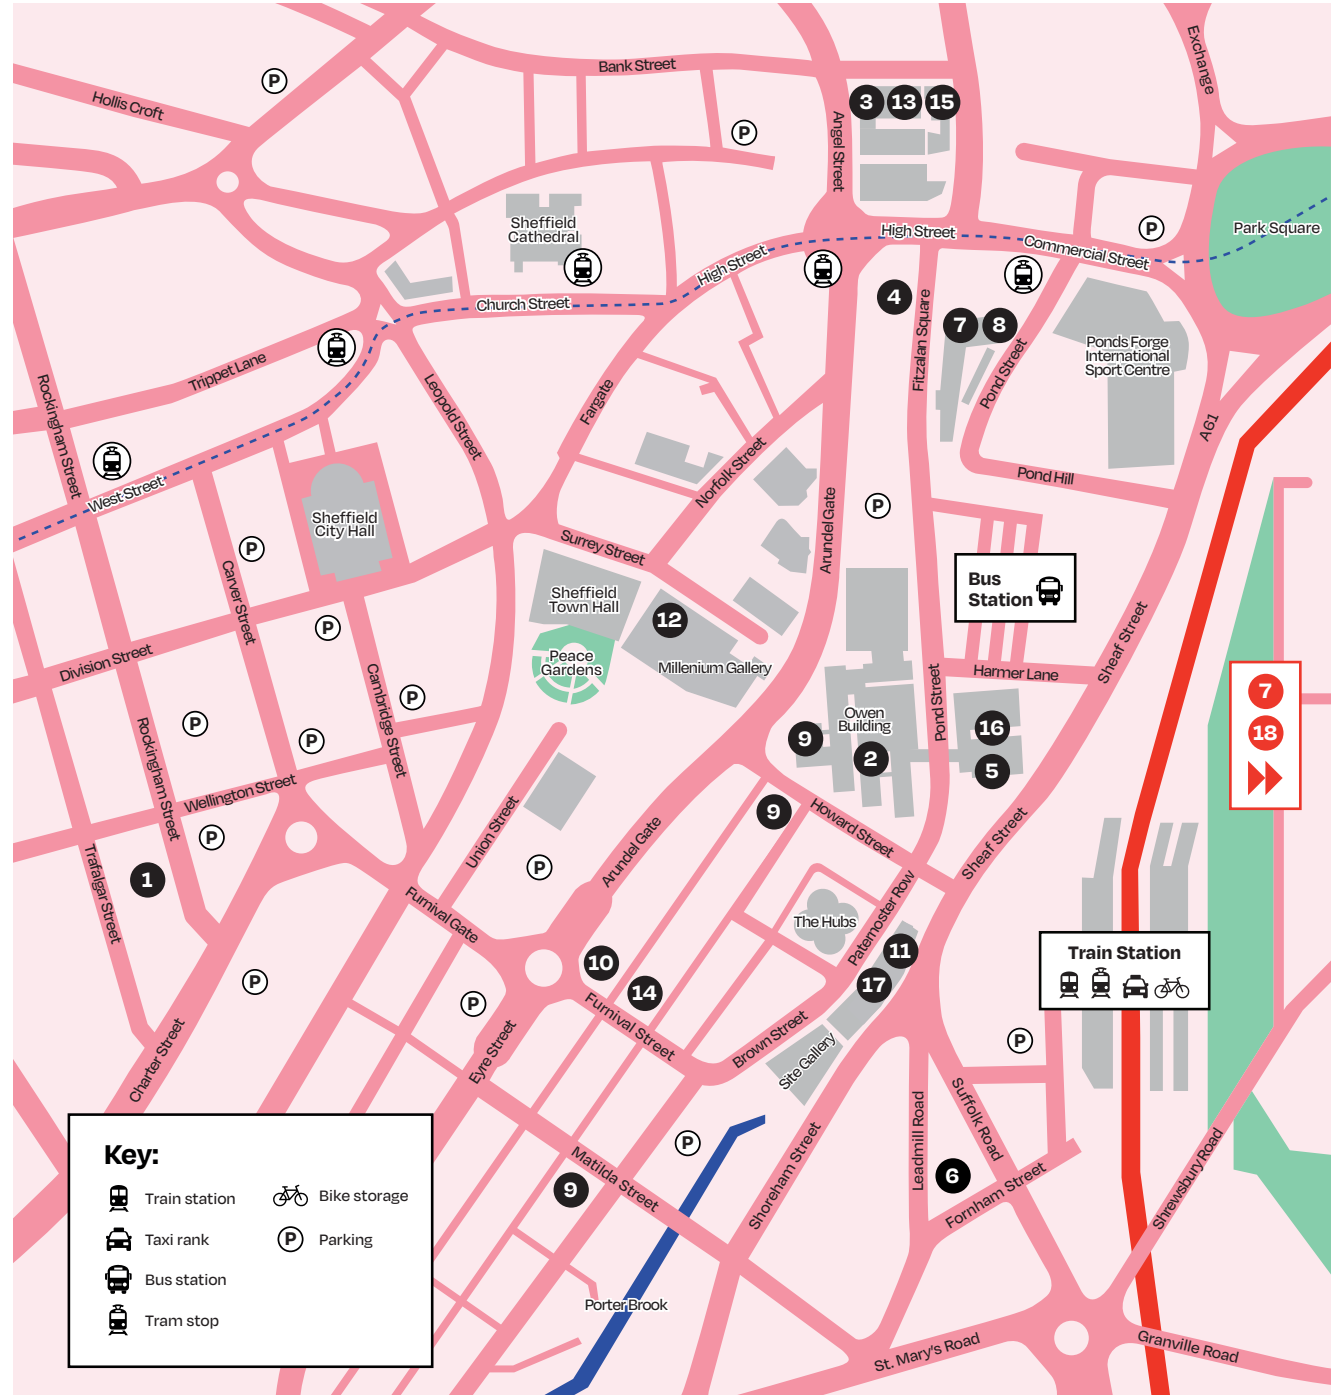 Exchange
P
Bank Street
Hollis Croft
3
13
15
P
Angel Street
Sheffield
Cathedral
P
Park Square
High Street
Commercial Street
High Street
Church Street
4
Fitzalan Square
7
8
Ponds Forge
International
Sport Centre
Trippet Lane
Pond Street
Leopold Street
Fargate
Rockingham Street
A61
Norfolk Street
Pond Hill
West Street
Arundel Gate
P
Sheffield
City Hall
P
Surrey Street
Bus
Station
Carver Street
Sheffield
Town Hall
12
P
Sheaf Street
Division Street
Peace
Gardens
Millenium Gallery
Harmer Lane
7
18
Cambridge Street
P
Pond Street
Owen
Building
16
P
P
9
2
5
Rockingham Street
Wellington Street
9
Howard Street
P
Union Street
Arundel Gate
Sheaf Street
Trafalgar Street
1
P
Furnival Gate
The Hubs
Paternoster Row
11
Train Station
10
14
17
P
P
Furnival Street
Brown Street
Site Gallery
P
Charter Street
Eyre Street
Suffolk Road
Leadmill Road
Key:
Train station
Bike storage
Taxi rank
P
Parking
Bus station
Tram stop
P
Matilda Street
9
Shoreham Street
6
Fornham Street
Shrewsbury Road
Porter Brook
St. Mary's Road
Granville Road